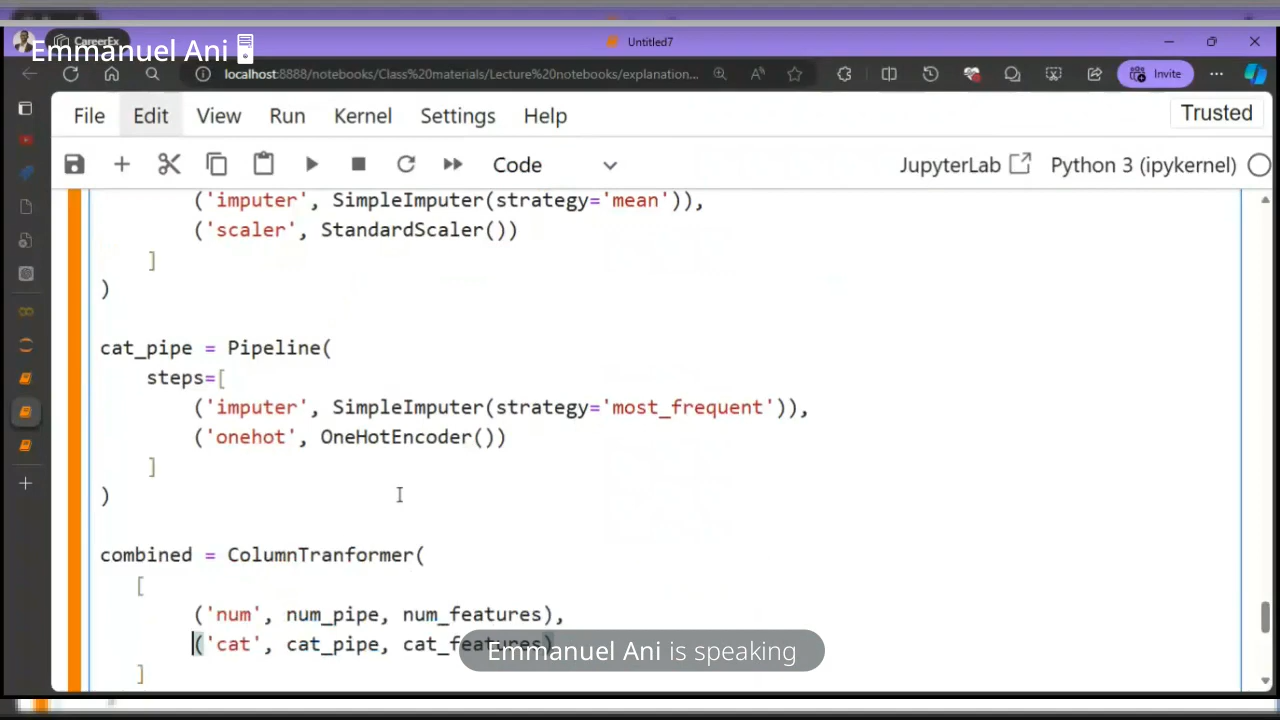 Emmanuel Ani
CareerEx
Untitled7
localhost:8888/notebooks/Class%20materials/Lecture%20notebooks/explanation...
Invite
File Edit View Run Kernel Settings Help
Trusted
Code
JupyterLab
Python 3 (ipykernel)
('imputer', SimpleImputer(strategy='mean')),
('scaler', StandardScaler())
]
)
cat_pipe = Pipeline(
steps=[
('imputer', SimpleImputer(strategy='most_frequent')),
('onehot', OneHotEncoder())
]
)
combined = ColumnTranformer(
[
('num', num_pipe, num_features),
('cat', cat_pipe, cat_features)
Emmanuel Ani is speaking
]